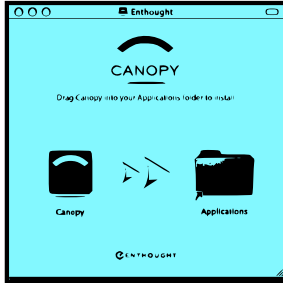 Enthought
CANOPY
Drag Canopy into your Applications folder to install
Canopy
Applications
ENTHOUGHT